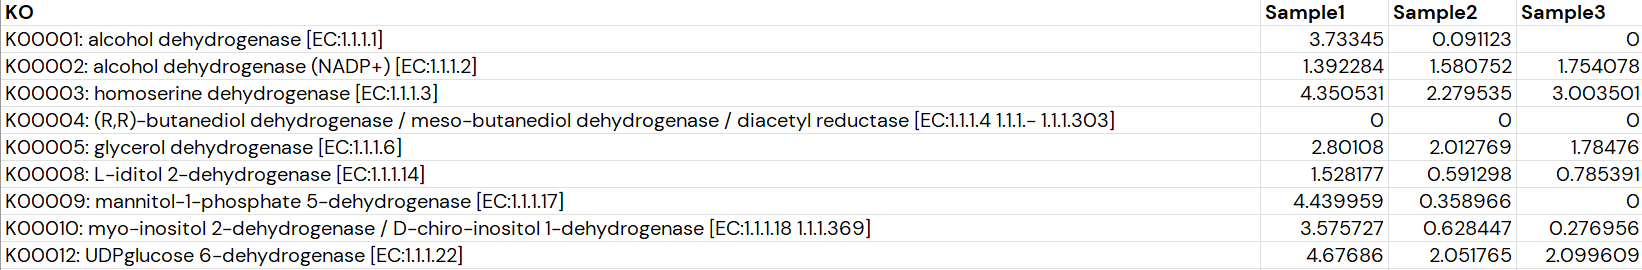 KO Sample1 Sample2 Sample3
K00001: alcohol dehydrogenase [EC:1.1.1.1] 3.73345 0.091123 0
K00002: alcohol dehydrogenase (NADP+) [EC:1.1.1.2] 1.392284 1.580752 1.754078
K00003: homoserine dehydrogenase [EC:1.1.1.3] 4.350531 2.279535 3.003501
K00004: (R,R)-butanediol dehydrogenase / meso-butanediol dehydrogenase / diacetyl reductase [EC:1.1.1.4 1.1.1.- 1.1.1.303] 0 0 0
K00005: glycerol dehydrogenase [EC:1.1.1.6] 2.80108 2.012769 1.78476
K00008: L-iditol 2-dehydrogenase [EC:1.1.1.14] 1.528177 0.591298 0.785391
K00009: mannitol-1-phosphate 5-dehydrogenase [EC:1.1.1.17] 4.439959 0.358966 0
K00010: myo-inositol 2-dehydrogenase / D-chiro-inositol 1-dehydrogenase [EC:1.1.1.18 1.1.1.369] 3.575727 0.628447 0.276956
K00012: UDPglucose 6-dehydrogenase [EC:1.1.1.22] 4.67686 2.051765 2.099609